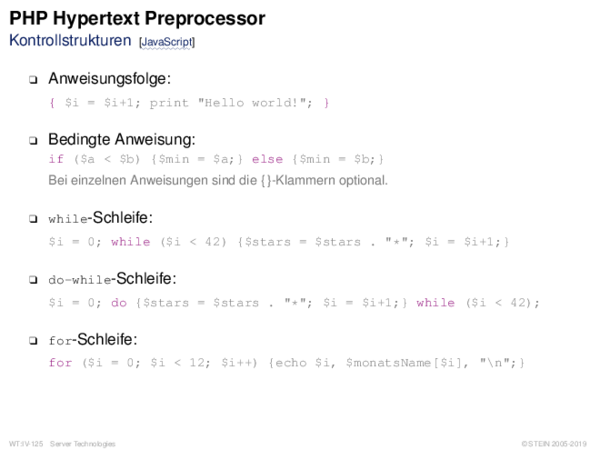 PHP Hypertext Preprocessor
Kontrollstrukturen [JavaScript]
❑ Anweisungsfolge:
{ $i = $i+1; print "Hello world!"; }
❑ Bedingte Anweisung:
if ($a < $b) {$min = $a;} else {$min = $b;}
Bei einzelnen Anweisungen sind die {}-Klammern optional.
❑ while-Schleife:
$i = 0; while ($i < 42) {$stars = $stars . "*"; $i = $i+1;}
❑ do-while-Schleife:
$i = 0; do {$stars = $stars . "*"; $i = $i+1;} while ($i < 42);
❑ for-Schleife:
for ($i = 0; $i < 12; $i++) {echo $i, $monatsName[$i], "\n";}
WT:IV-125 Server Technologies © STEIN 2005-2019